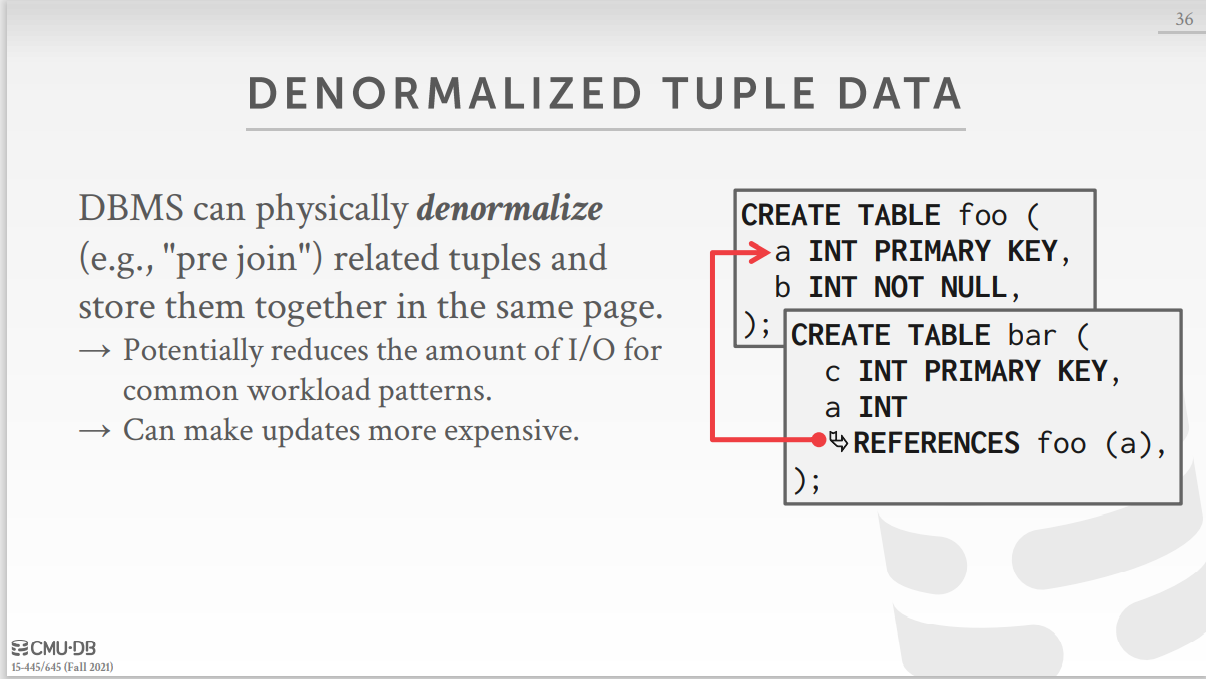 36
DENORMALIZED TUPLE DATA
DBMS can physically denormalize
(e.g., "pre join") related tuples and
store them together in the same page.
→ Potentially reduces the amount of I/O for
common workload patterns.
→ Can make updates more expensive.
CREATE TABLE foo (
a INT PRIMARY KEY,
b INT NOT NULL,
);
CREATE TABLE bar (
c INT PRIMARY KEY,
a INT
⮡REFERENCES foo (a),
);
CMU·DB
15-445/645 (Fall 2021)